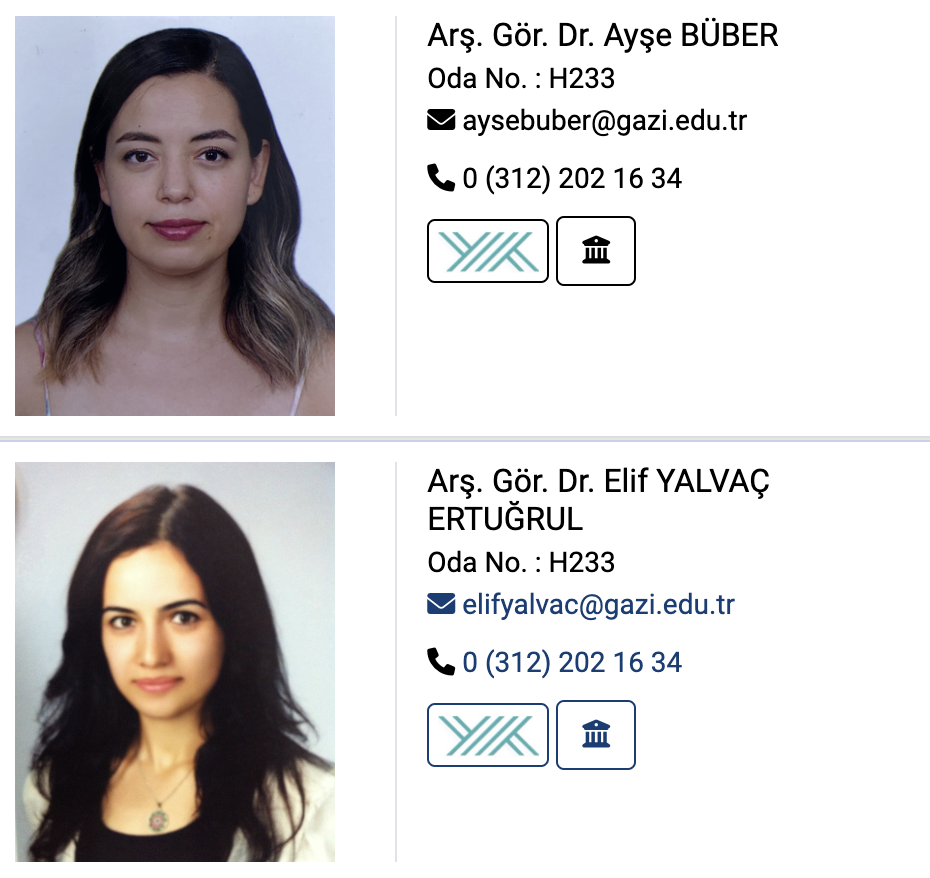 Arş. Gör. Dr. Ayşe BÜBER
Oda No. : H233
aysebuber@gazi.edu.tr
0 (312) 202 16 34
Arş. Gör. Dr. Elif YALVAÇ
ERTUĞRUL
Oda No. : H233
elifyalvac@gazi.edu.tr
0 (312) 202 16 34